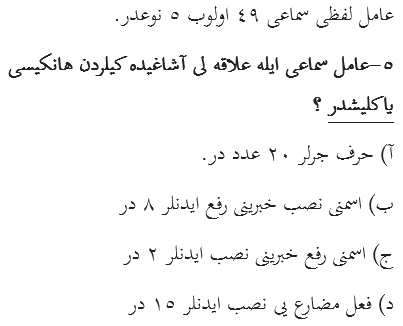 عامل لفظی سماعی ٤٩ اولوب ٥ نوعدر.
٥-عامل سماعی ایله علاقه لی آشاغیده کیلردن هانکیسی
یاکلیشدر ؟
آ) حرف جرلر ٢٠ عدد در.
ب) اسمنی نصب خبرینی رفع ایدنلر ٨ در
ج) اسمنی رفع خبرینی نصب ایدنلر ٢ در
د) فعل مضارع یی نصب ایدنلر ١٥ در